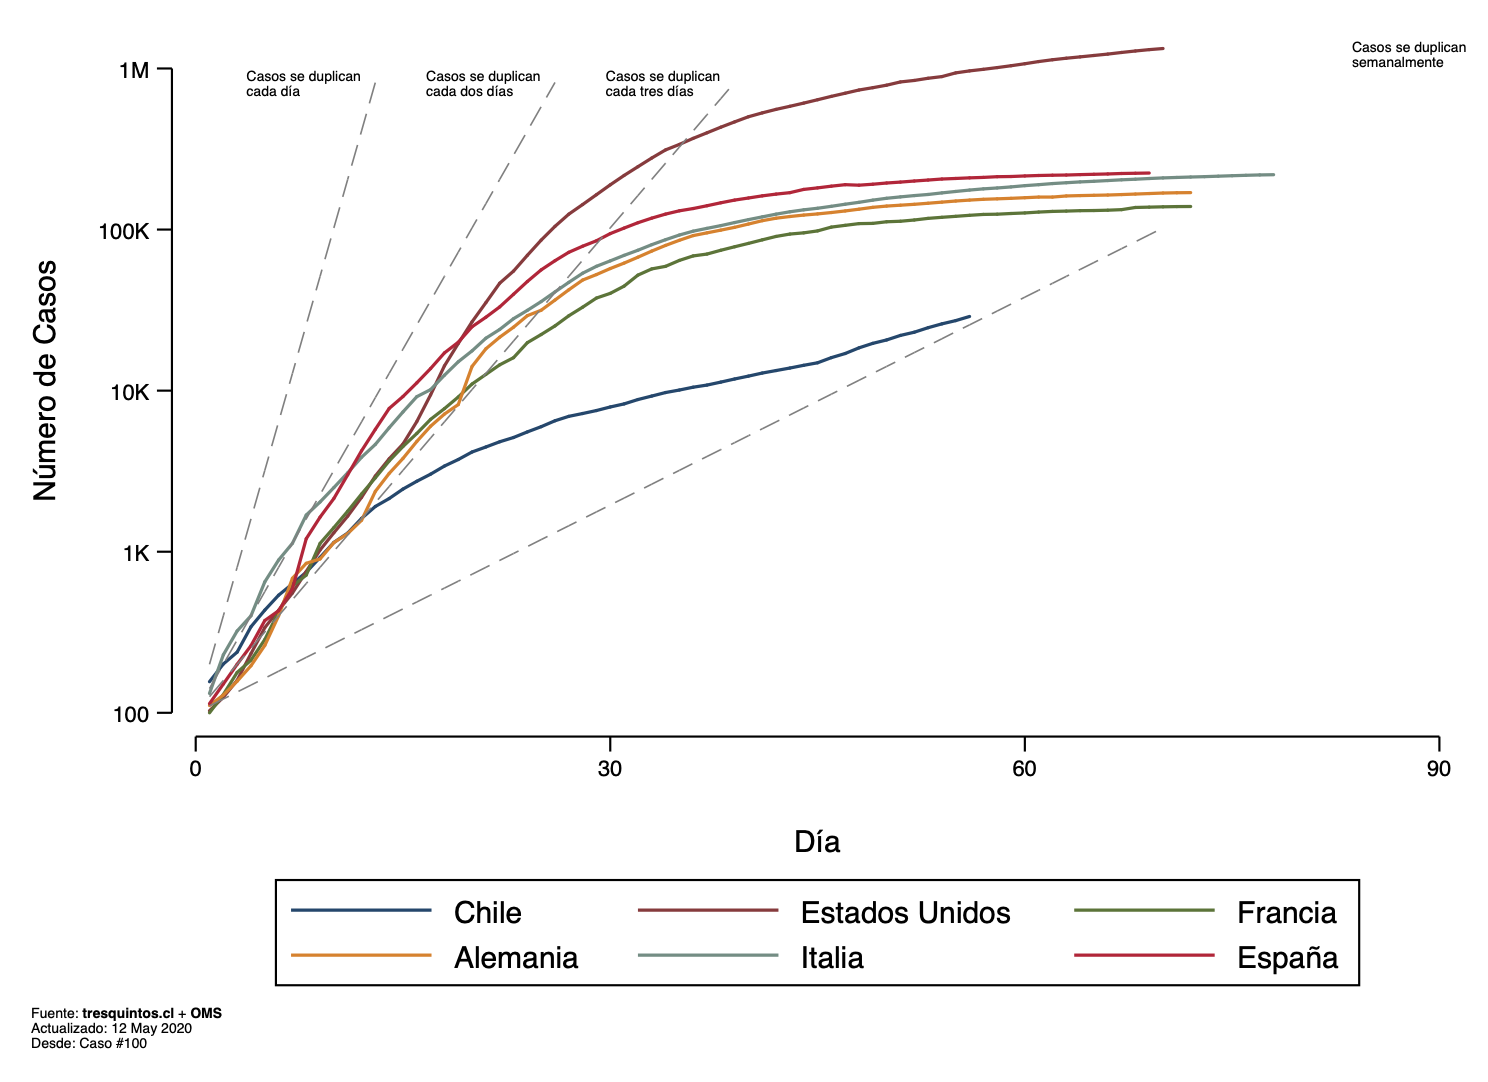 Casos se duplican
cada día
Casos se duplican
cada dos días
Casos se duplican
cada tres días
Casos se duplican
semanalmente
1M
100K
10K
1K
100
Número de Casos
0
30
60
90
Día
Chile
Estados Unidos
Francia
Alemania
Italia
España
Fuente: tresquintos.cl + OMS
Actualizado: 12 May 2020
Desde: Caso #100